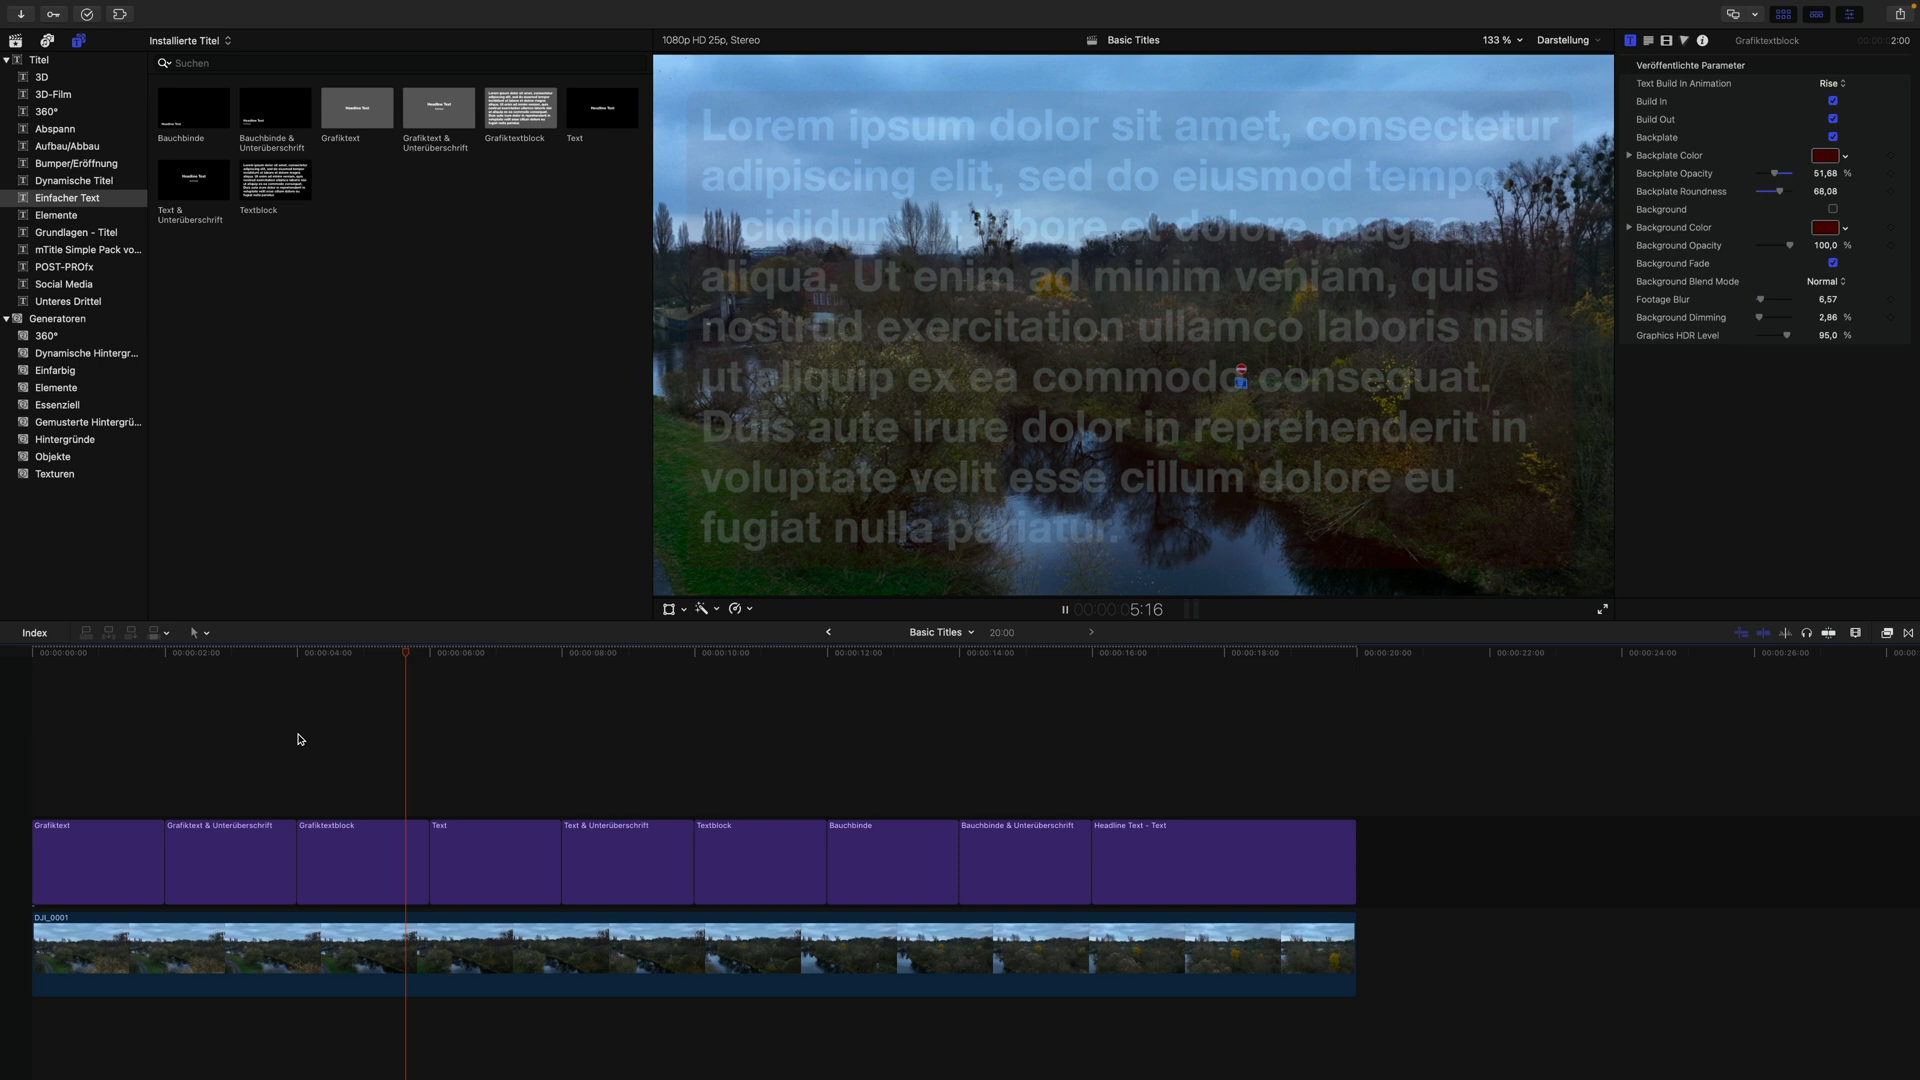 Installierte Titel
1080p HD 25p, Stereo
Basic Titles
133 %
Darstellung
Grafiktextblock
00:00:02:00
Titel
3D
3D-Film
360°
Abspann
Aufbau/Abbau
Bumper/Eröffnung
Dynamische Titel
Einfacher Text
Elemente
Grundlagen - Titel
mTitle Simple Pack vo...
POST-PROfx
Social Media
Unteres Drittel
Generatoren
360°
Dynamische Hintergr...
Einfarbig
Elemente
Essenziell
Gemusterte Hintergrü...
Hintergründe
Objekte
Texturen
Suchen
Headline Text
Headline Text
Headline Text
Headline Text
Headline Text
Bauchbinde
Bauchbinde &
Unterüberschrift
Grafiktext
Grafiktext &
Unterüberschrift
Grafiktextblock
Text
Headline Text
Text &
Unterüberschrift
Textblock
Lorem ipsum dolor sit amet, consectetur
adipiscing elit, sed do eiusmod tempor
incididunt ut labore et dolore magna
aliqua. Ut enim ad minim veniam, quis
nostrud exercitation ullamco laboris nisi
ut aliquip ex ea commodo consequat.
Duis aute irure dolor in reprehenderit in
voluptate velit esse cillum dolore eu
fugiat nulla pariatur.
Veröffentlichte Parameter
Text Build In Animation Rise
Build In
Build Out
Backplate
Backplate Color
Backplate Opacity 51,68 %
Backplate Roundness 68,08
Background
Background Color
Background Opacity 100,0 %
Background Fade
Background Blend Mode Normal
Footage Blur 6,57
Background Dimming 2,86 %
Graphics HDR Level 95,0 %
00:00:05:16
Index
Basic Titles
20:00
00:00:00:00
00:00:02:00
00:00:04:00
00:00:06:00
00:00:08:00
00:00:10:00
00:00:12:00
00:00:14:00
00:00:16:00
00:00:18:00
00:00:20:00
00:00:22:00
00:00:24:00
00:00:26:00
00:00:
Grafiktext
Grafiktext & Unterüberschrift
Grafiktextblock
Text
Text & Unterüberschrift
Textblock
Bauchbinde
Bauchbinde & Unterüberschrift
Headline Text - Text
DJI_0001